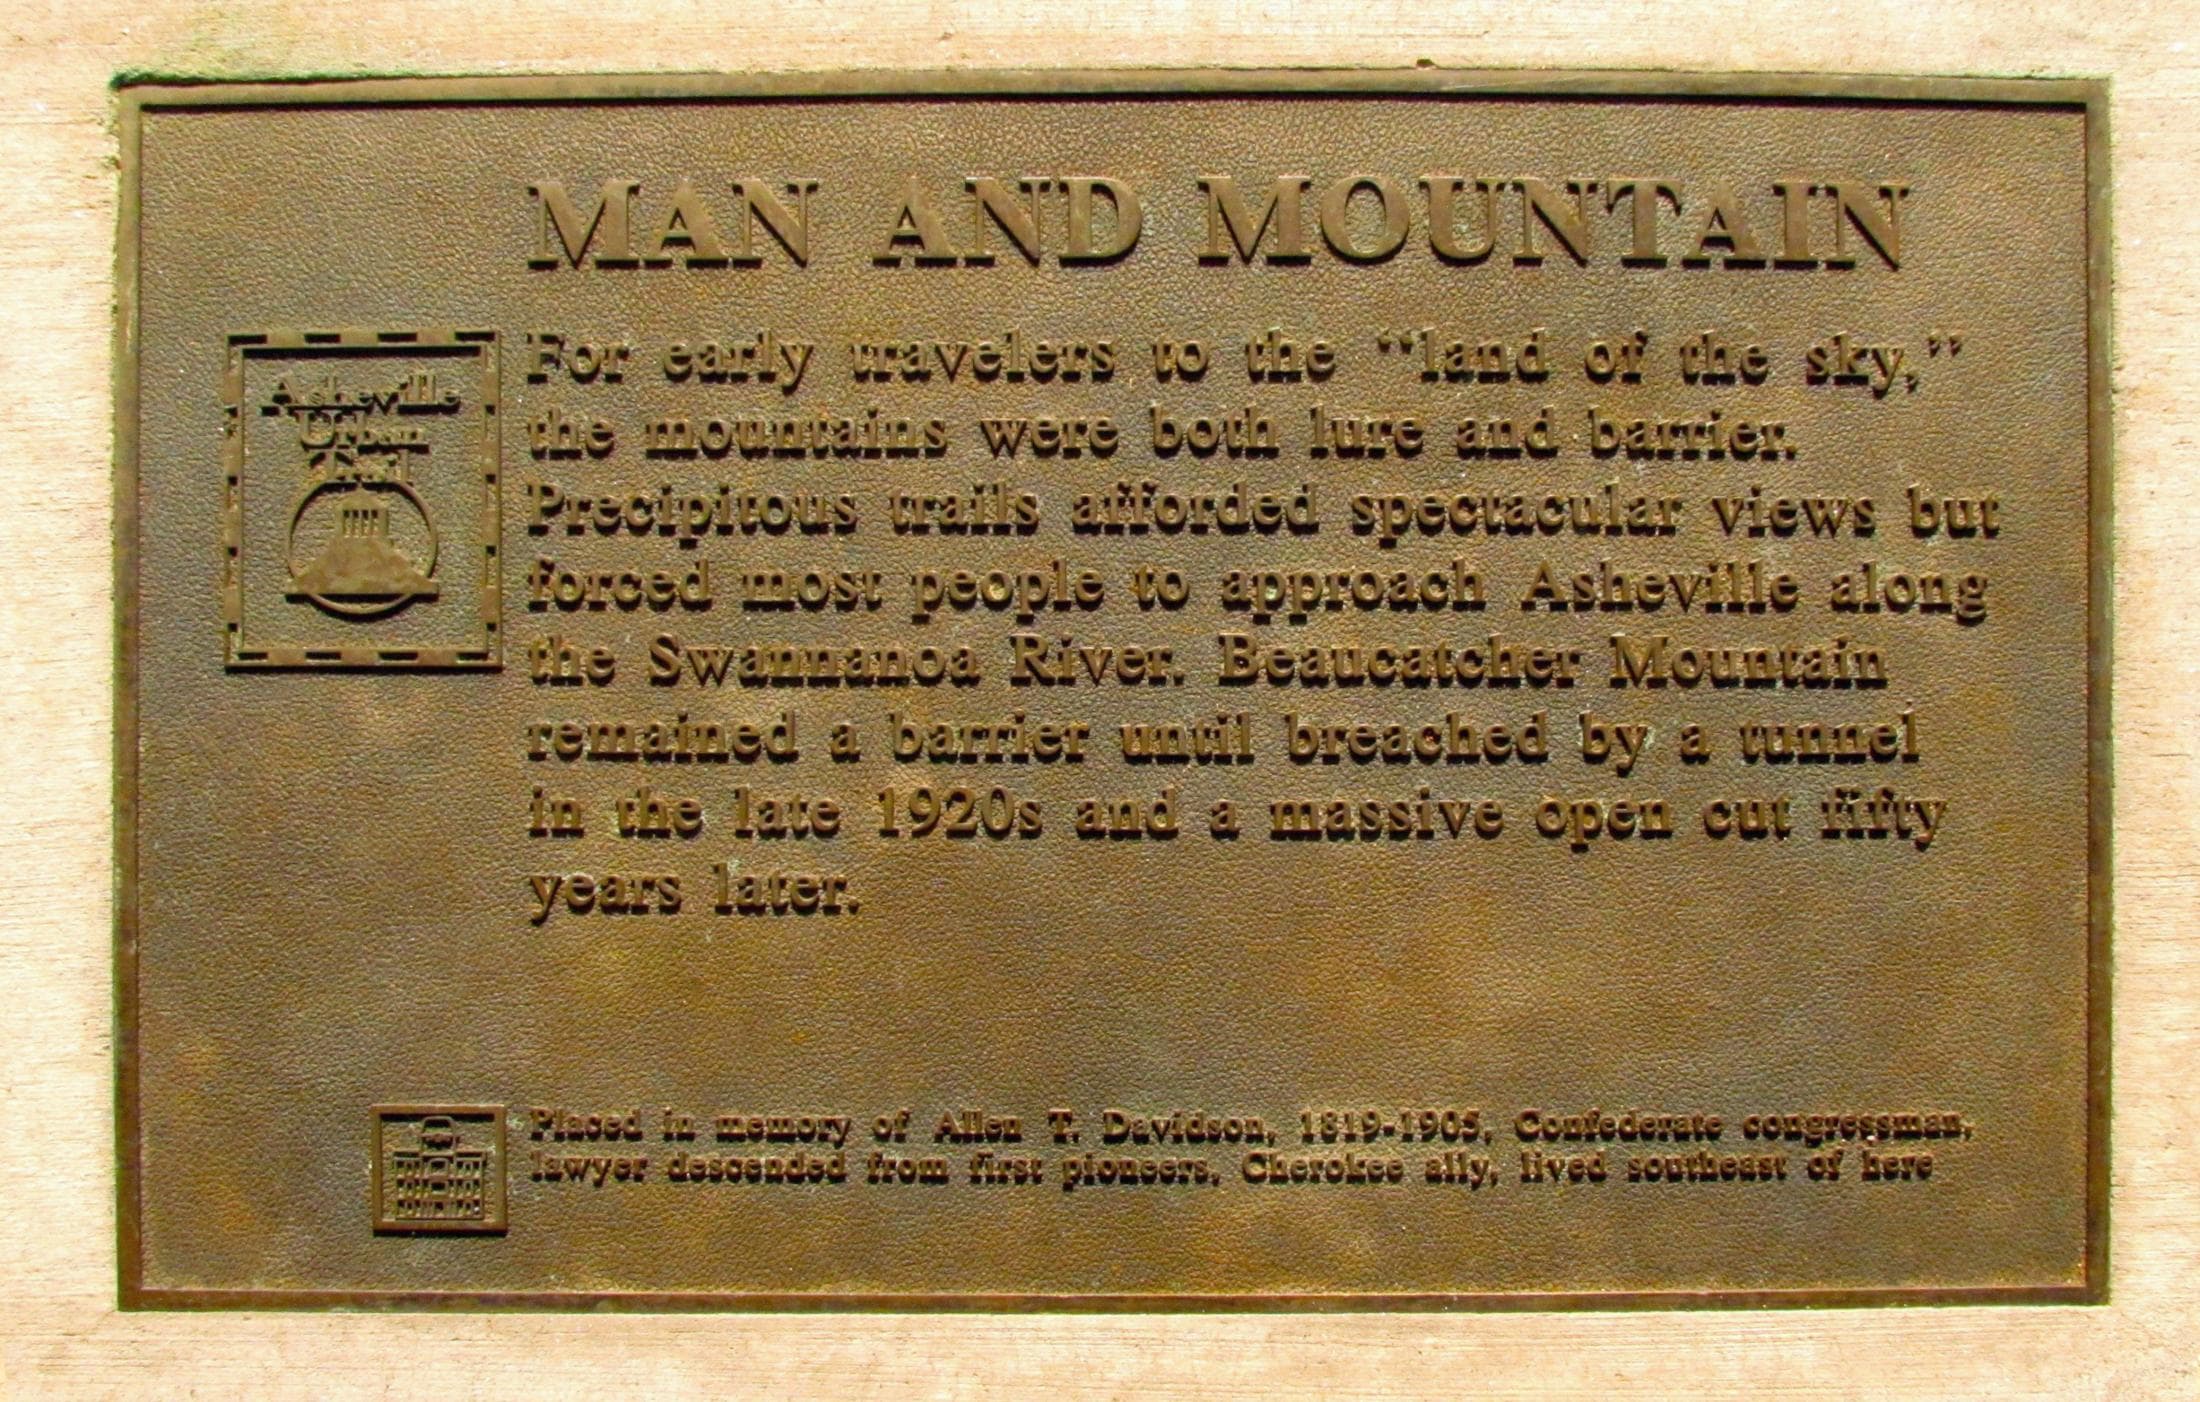 MAN AND MOUNTAIN
Asheville
Urban
Trail
For early travelers to the “land of the sky,”
the mountains were both lure and barrier.
Precipitous trails afforded spectacular views but
forced most people to approach Asheville along
the Swannanoa River. Beaucatcher Mountain
remained a barrier until breached by a tunnel
in the late 1920s and a massive open cut fifty
years later.
Placed in memory of Allen T. Davidson, 1819-1905, Confederate congressman,
lawyer descended from first pioneers, Cherokee ally, lived southeast of here